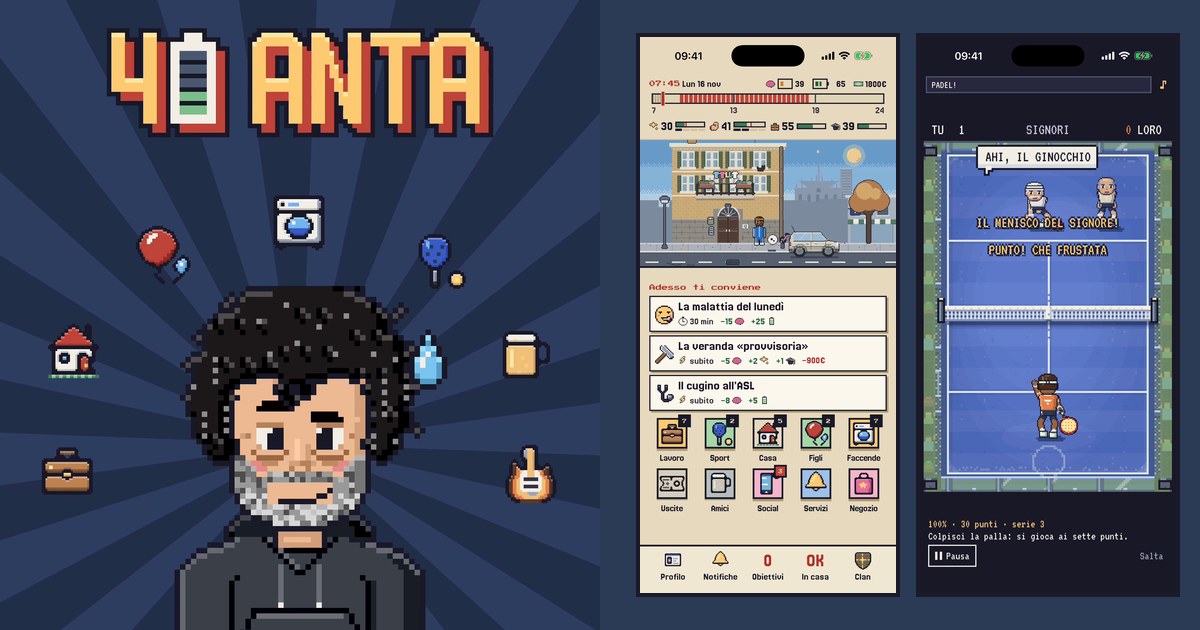 40 ANTA
09:41
07:45 Lun 16 nov 39 65 1800€
7 13 19 24
30 41 55 39
Adesso ti conviene
La malattia del lunedì
30 min -15 +25
La veranda «provvisoria»
subito -5 +2 +1 -900€
Il cugino all'ASL
subito -8 +5
7 2 5 2 7
Lavoro Sport Casa Figli Faccende
3
Uscite Amici Social Servizi Negozio
0 OK
Profilo Notifiche Obiettivi In casa Clan
09:41
PADEL!
TU 1 SIGNORI 0 LORO
AHI, IL GINOCCHIO
IL MENISCO DEL SIGNORE!
PUNTO! CHE FRUSTATA
100% · 30 punti · serie 3
Colpisci la palla: si gioca ai sette punti.
Pausa Salta